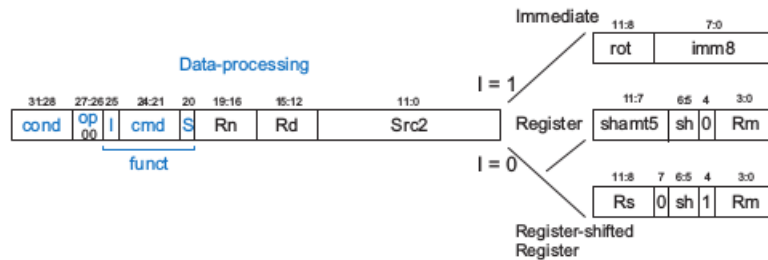 Immediate
11:8 7:0
rot imm8
Data-processing
I = 1
31:28 27:26 25 24:21 20 19:16 15:12 11:0
cond op 00 I cmd S Rn Rd Src2
funct
Register
11:7 6:5 4 3:0
shamt5 sh 0 Rm
I = 0
11:8 7 6:5 4 3:0
Rs 0 sh 1 Rm
Register-shifted
Register